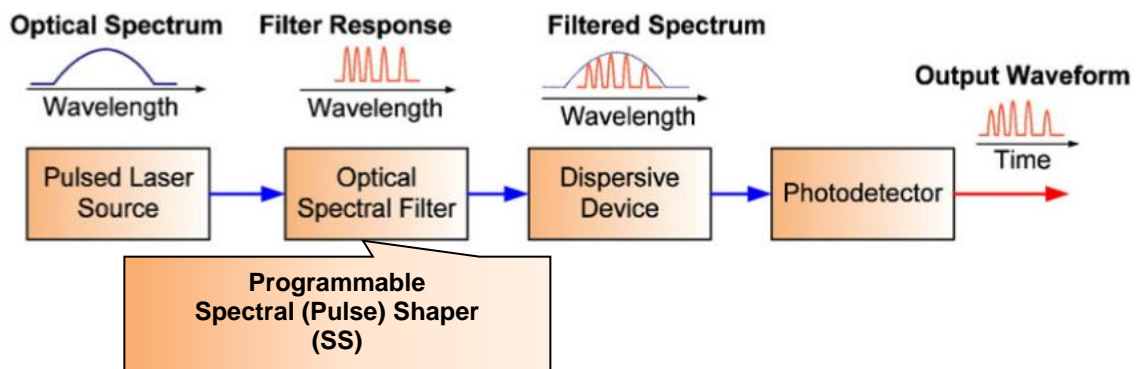 Optical Spectrum
Wavelength
Filter Response
Wavelength
Filtered Spectrum
Wavelength
Output Waveform
Time
Pulsed Laser
Source
Optical
Spectral Filter
Dispersive
Device
Photodetector
Programmable
Spectral (Pulse) Shaper
(SS)